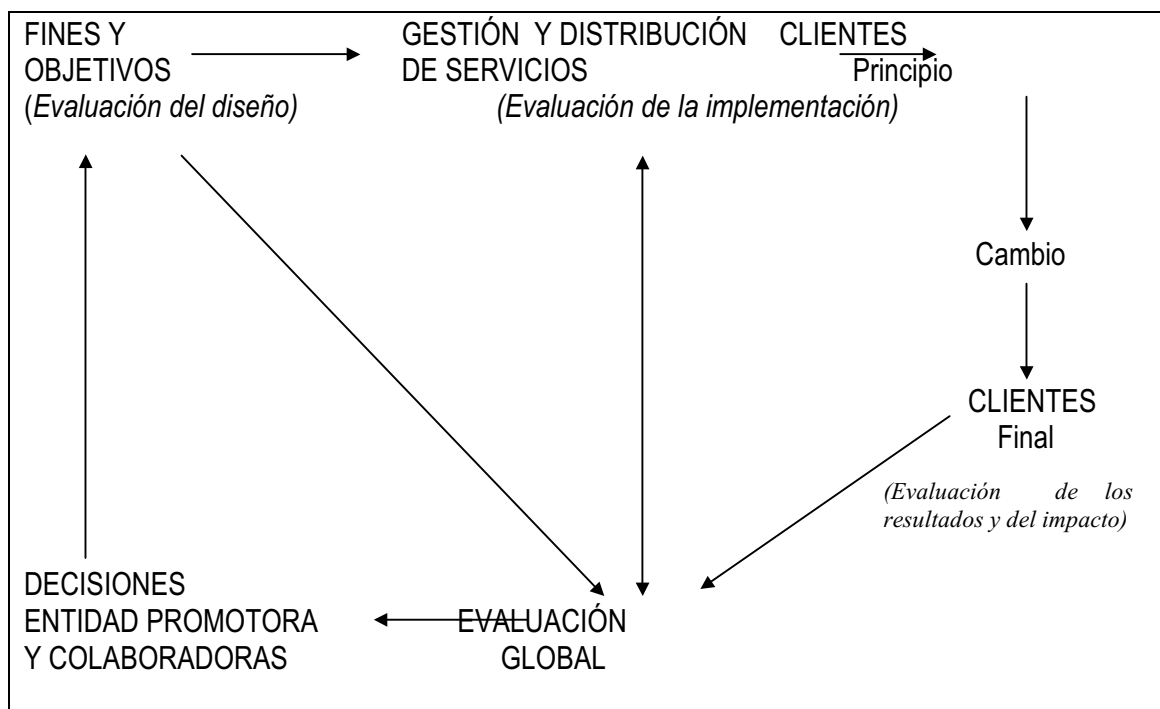 FINES Y
OBJETIVOS
(Evaluación del diseño)
GESTIÓN Y DISTRIBUCIÓN
DE SERVICIOS
(Evaluación de la implementación)
CLIENTES
Principio
Cambio
CLIENTES
Final
(Evaluación de los
resultados y del impacto)
DECISIONES
ENTIDAD PROMOTORA
Y COLABORADORAS
EVALUACIÓN
GLOBAL